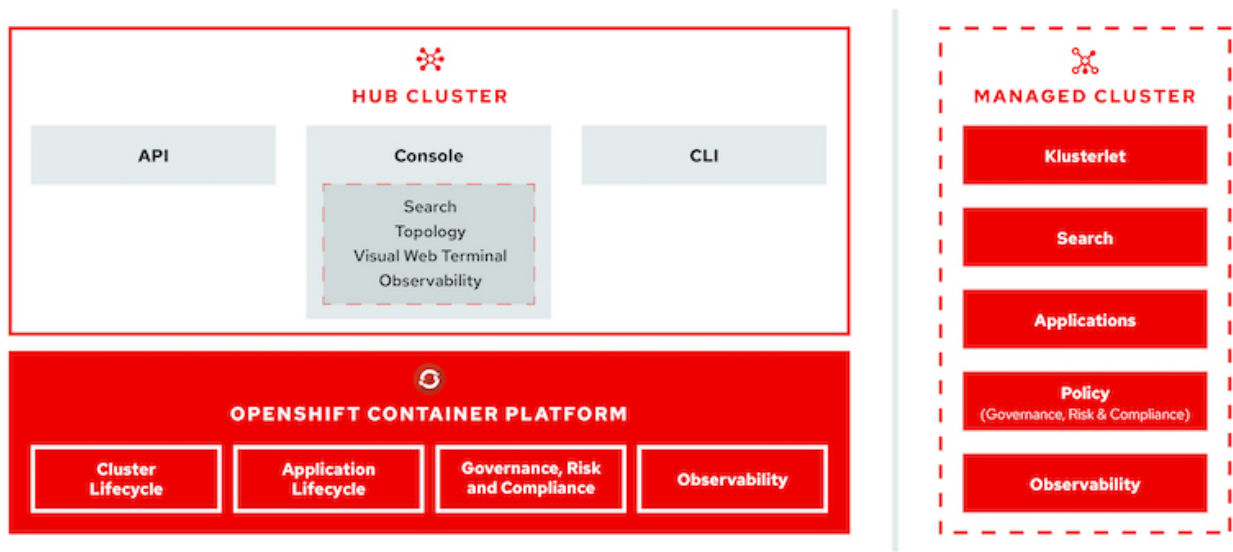 HUB CLUSTER
API
Console
CLI
Search
Topology
Visual Web Terminal
Observability
OPENSHIFT CONTAINER PLATFORM
Cluster
Lifecycle
Application
Lifecycle
Governance, Risk
and Compliance
Observability
MANAGED CLUSTER
Klusterlet
Search
Applications
Policy
(Governance, Risk & Compliance)
Observability